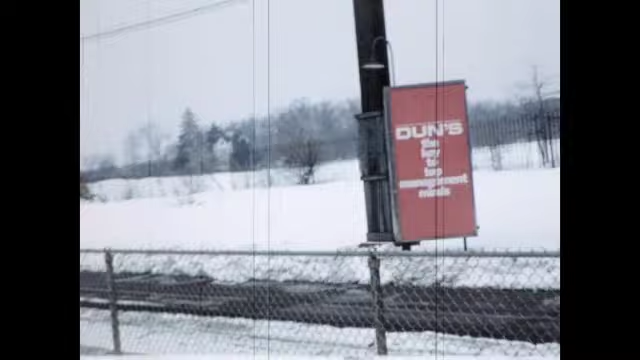 DUN'S
the
key
to
top
management
minds